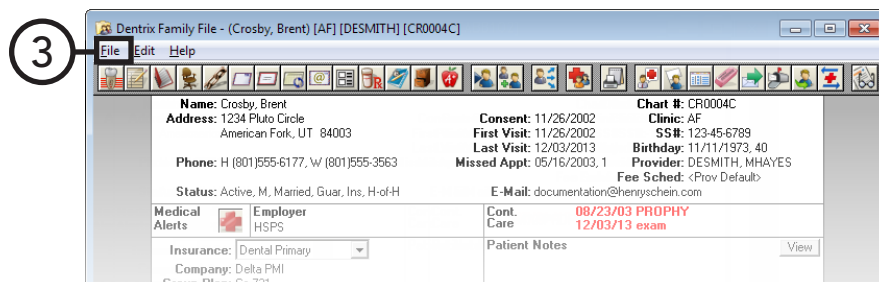 3
Dentrix Family File - (Crosby, Brent) [AF] [DESMITH] [CR0004C]
File Edit Help
Name: Crosby, Brent
Address: 1234 Pluto Circle
American Fork, UT 84003
Phone: H (801)555-6177, W (801)555-3563
Status: Active, M, Married, Guar, Ins, H-of-H
Consent: 11/26/2002
First Visit: 11/26/2002
Last Visit: 12/03/2013
Missed Appt: 05/16/2003, 1
E-Mail: documentation@henryschein.com
Chart #: CR0004C
Clinic: AF
SS#: 123-45-6789
Birthday: 11/11/1973, 40
Provider: DESMITH, MHAYES
Fee Sched: <Prov Default>
Medical
Alerts
Employer
HSPS
Cont.
Care
08/23/03 PROPHY
12/03/13 exam
Insurance: Dental Primary
Company: Delta PMI
Patient Notes
View